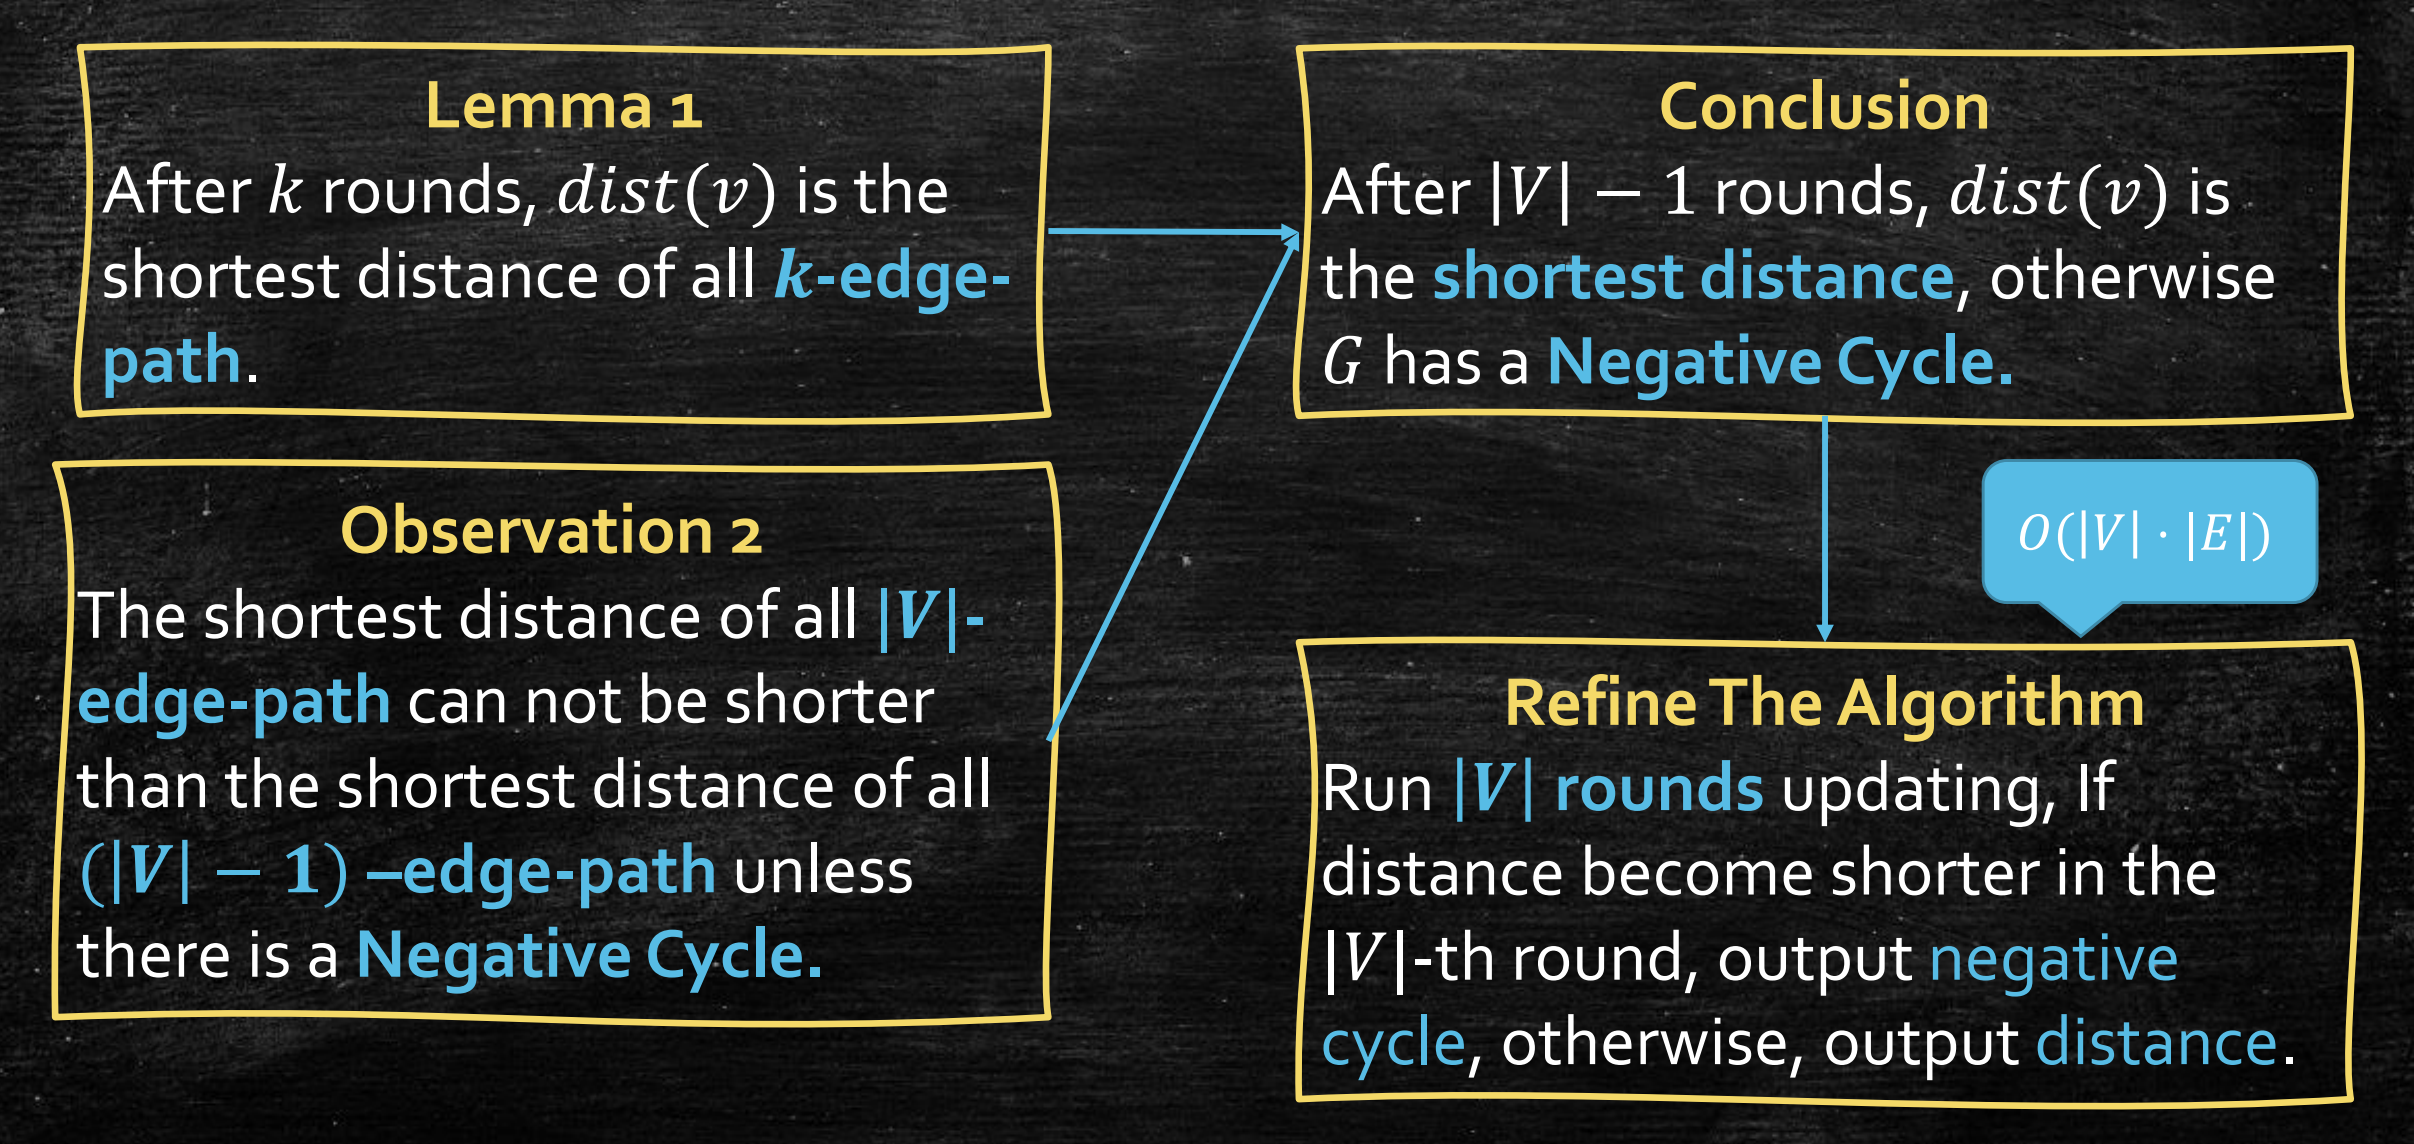 Lemma 1
After k rounds, dist(v) is the
shortest distance of all k-edge-
path.
Observation 2
The shortest distance of all |V|-
edge-path can not be shorter
than the shortest distance of all
(|V| − 1) –edge-path unless
there is a Negative Cycle.
Conclusion
After |V| − 1 rounds, dist(v) is
the shortest distance, otherwise
G has a Negative Cycle.
O(|V| · |E|)
Refine The Algorithm
Run |V| rounds updating, If
distance become shorter in the
|V|-th round, output negative
cycle, otherwise, output distance.